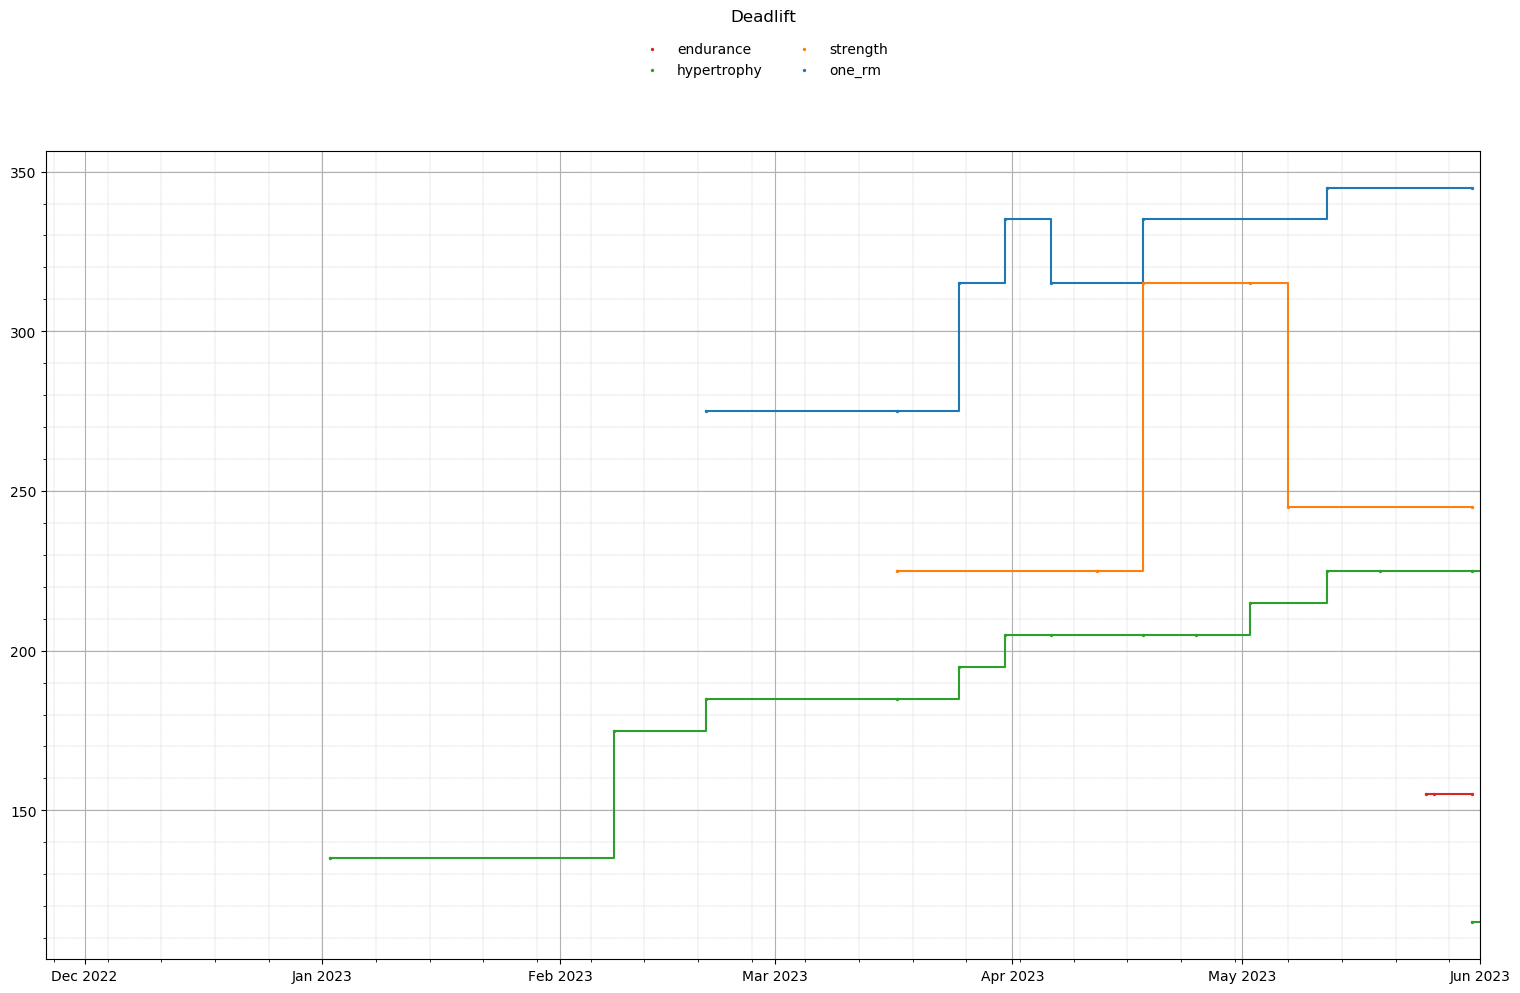 Deadlift
endurance strength
hypertrophy one_rm
350
300
250
200
150
Dec 2022 Jan 2023 Feb 2023 Mar 2023 Apr 2023 May 2023 Jun 2023